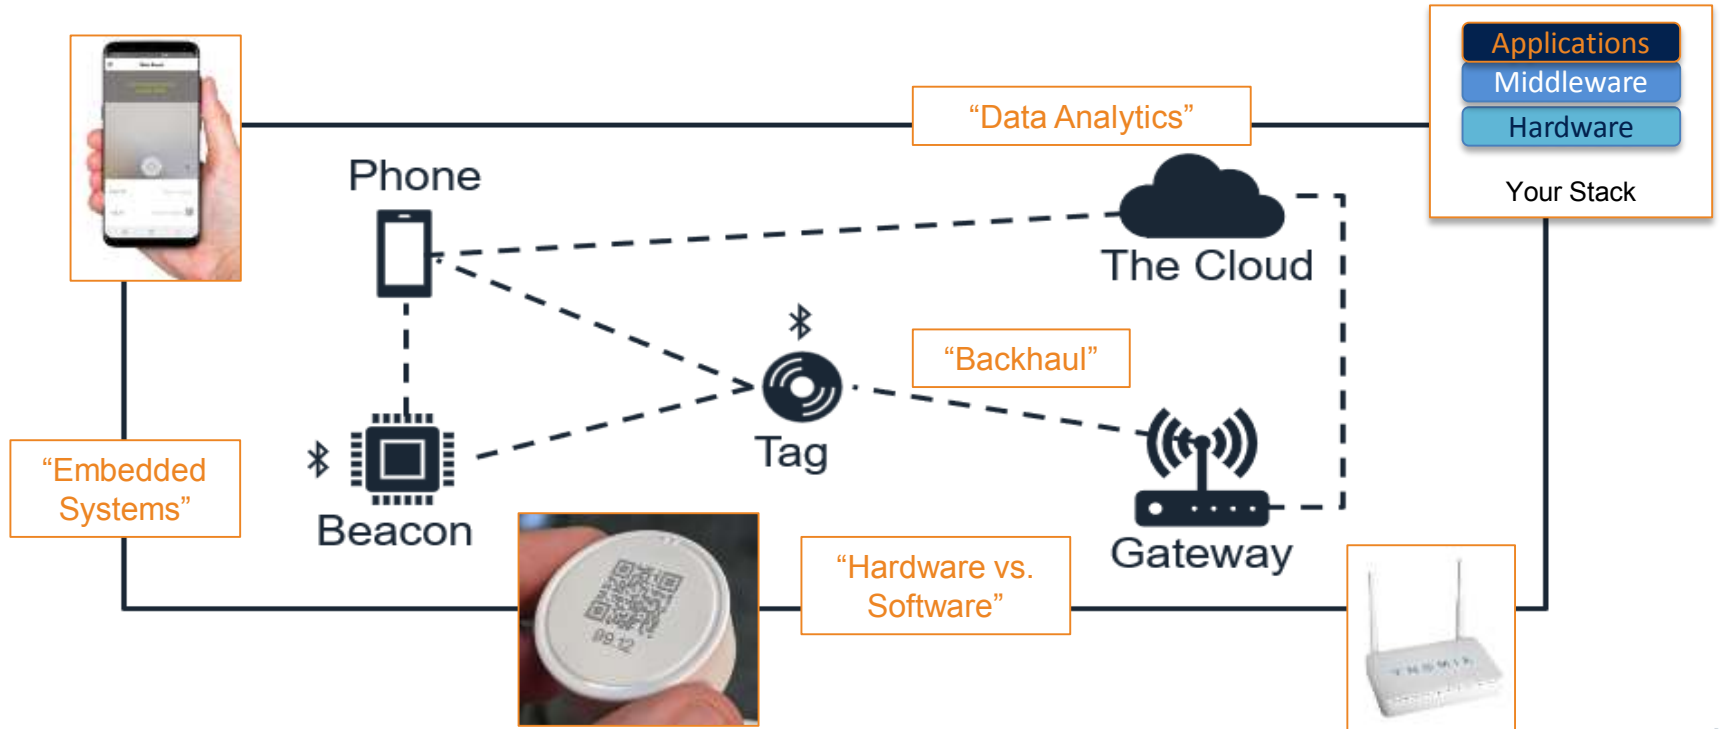 Applications
Middleware
Hardware
Your Stack
“Data Analytics”
Phone
The Cloud
“Backhaul”
Tag
“Embedded
Systems”
Beacon
Gateway
“Hardware vs.
Software”
99.12